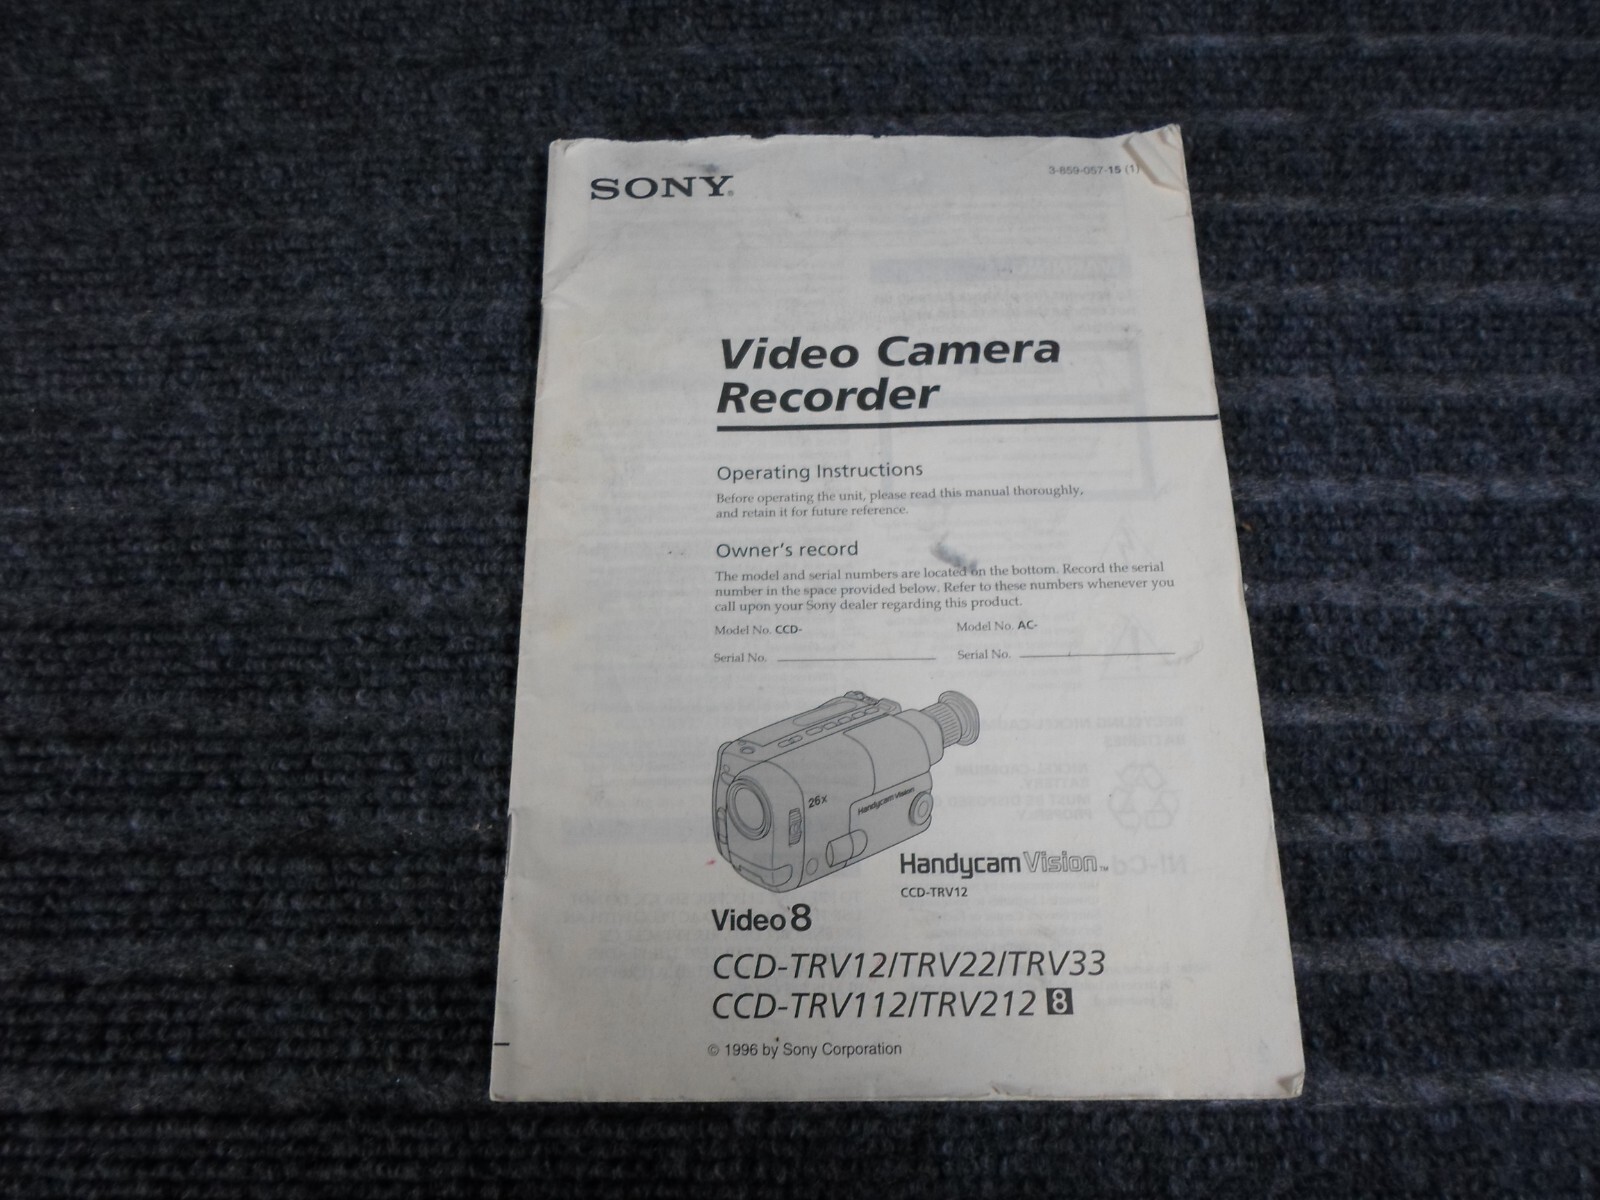 SONY®
3-859-057-15 (1)
Video Camera
Recorder
Operating Instructions
Before operating the unit, please read this manual thoroughly,
and retain it for future reference.
Owner's record
The model and serial numbers are located on the bottom. Record the serial
number in the space provided below. Refer to these numbers whenever you
call upon your Sony dealer regarding this product.
Model No. CCD-
Model No. AC-
Serial No.
Serial No.
26x
Handycam Vision
Handycam Vision™
CCD-TRV12
Video 8
CCD-TRV12/TRV22/TRV33
CCD-TRV112/TRV212 8
© 1996 by Sony Corporation